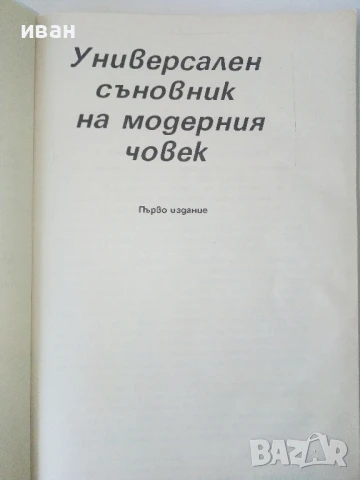 иван
Универсален
съновник
на модерния
човек
Първо издание
BAZAR